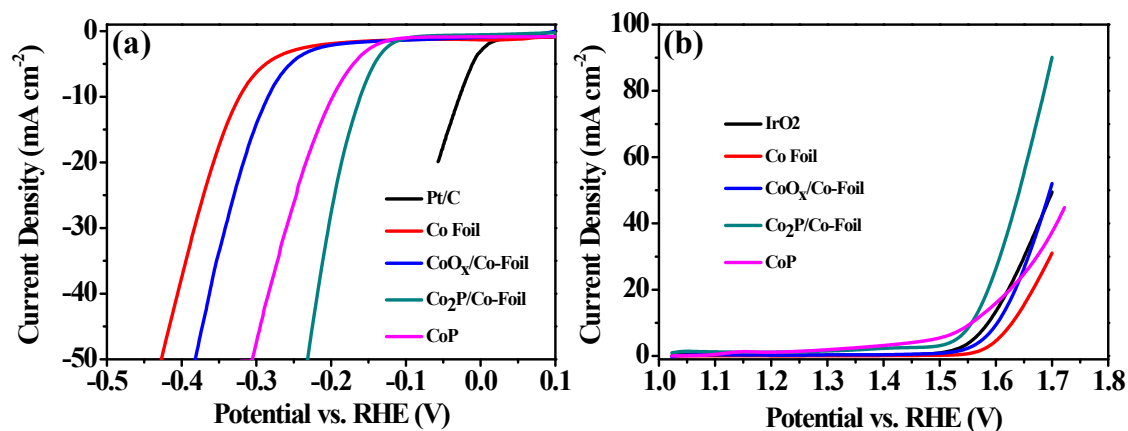 (a)
Current Density (mA cm⁻²)
0
-10
-20
-30
-40
-50
-0.5 -0.4 -0.3 -0.2 -0.1 0.0 0.1
Potential vs. RHE (V)
Pt/C
Co Foil
CoOₓ/Co-Foil
Co₂P/Co-Foil
CoP
(b)
Current Density (mA cm⁻²)
100
80
60
40
20
0
1.0 1.1 1.2 1.3 1.4 1.5 1.6 1.7 1.8
Potential vs. RHE (V)
IrO2
Co Foil
CoOₓ/Co-Foil
Co₂P/Co-Foil
CoP